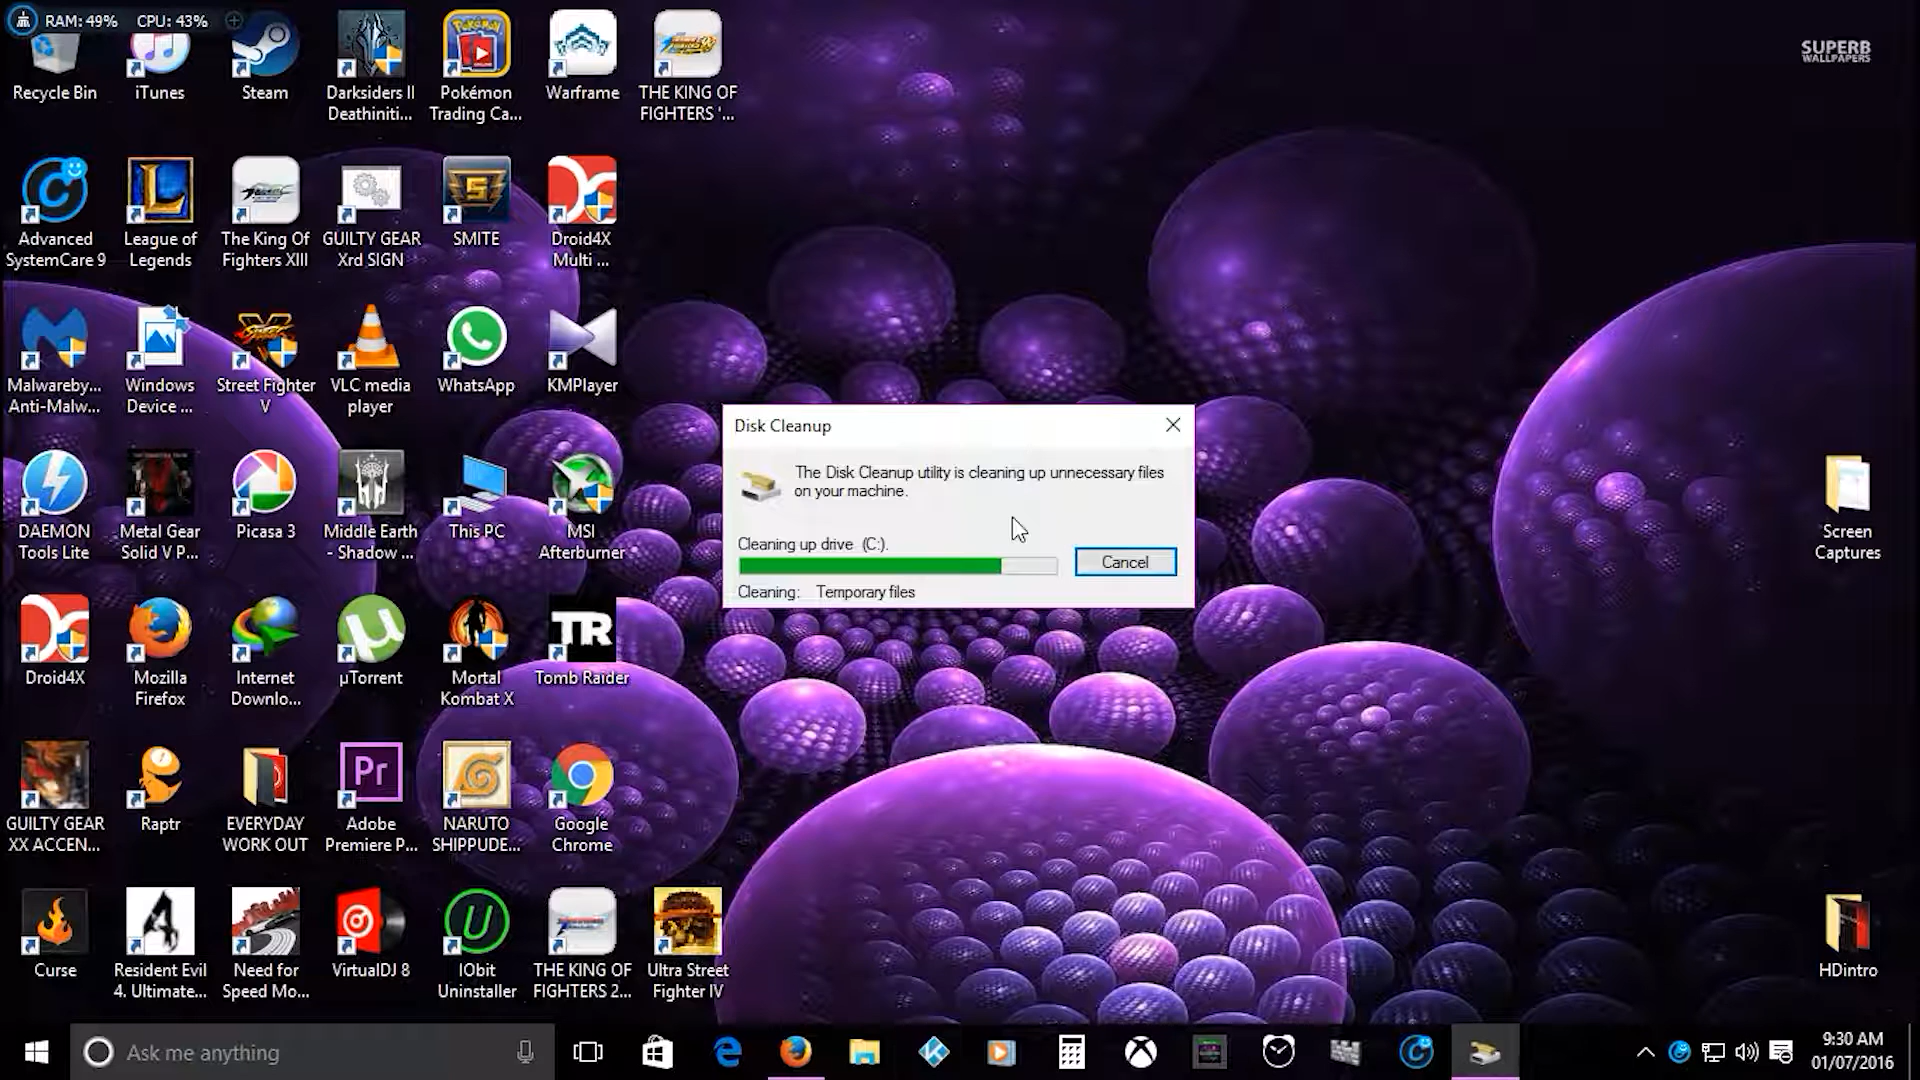 RAM: 49% CPU: 43%
SUPERB
WALLPAPERS
Recycle Bin
iTunes
Steam
Darksiders II
Deathiniti...
Pokémon
Trading Ca...
Warframe
THE KING OF
FIGHTERS '...
Advanced
SystemCare 9
League of
Legends
The King Of
Fighters XIII
GUILTY GEAR
Xrd SIGN
SMITE
Droid4X
Multi ...
Malwareby...
Anti-Malw...
Windows
Device ...
Street Fighter
V
VLC media
player
WhatsApp
KMPlayer
DAEMON
Tools Lite
Metal Gear
Solid V P...
Picasa 3
Middle Earth
- Shadow ...
This PC
MSI
Afterburner
Disk Cleanup
The Disk Cleanup utility is cleaning up unnecessary files
on your machine.
Cleaning up drive (C:).
Cancel
Cleaning: Temporary files
Screen
Captures
Droid4X
Mozilla
Firefox
Internet
Downlo...
µTorrent
Mortal
Kombat X
TR
Tomb Raider
GUILTY GEAR
XX ACCEN...
Raptr
EVERYDAY
WORK OUT
Pr
Adobe
Premiere P...
NARUTO
SHIPPUDE...
Google
Chrome
Curse
Resident Evil
4. Ultimate...
Need for
Speed Mo...
VirtualDJ 8
IObit
Uninstaller
THE KING OF
FIGHTERS 2...
Ultra Street
Fighter IV
HDintro
Ask me anything
9:30 AM
01/07/2016